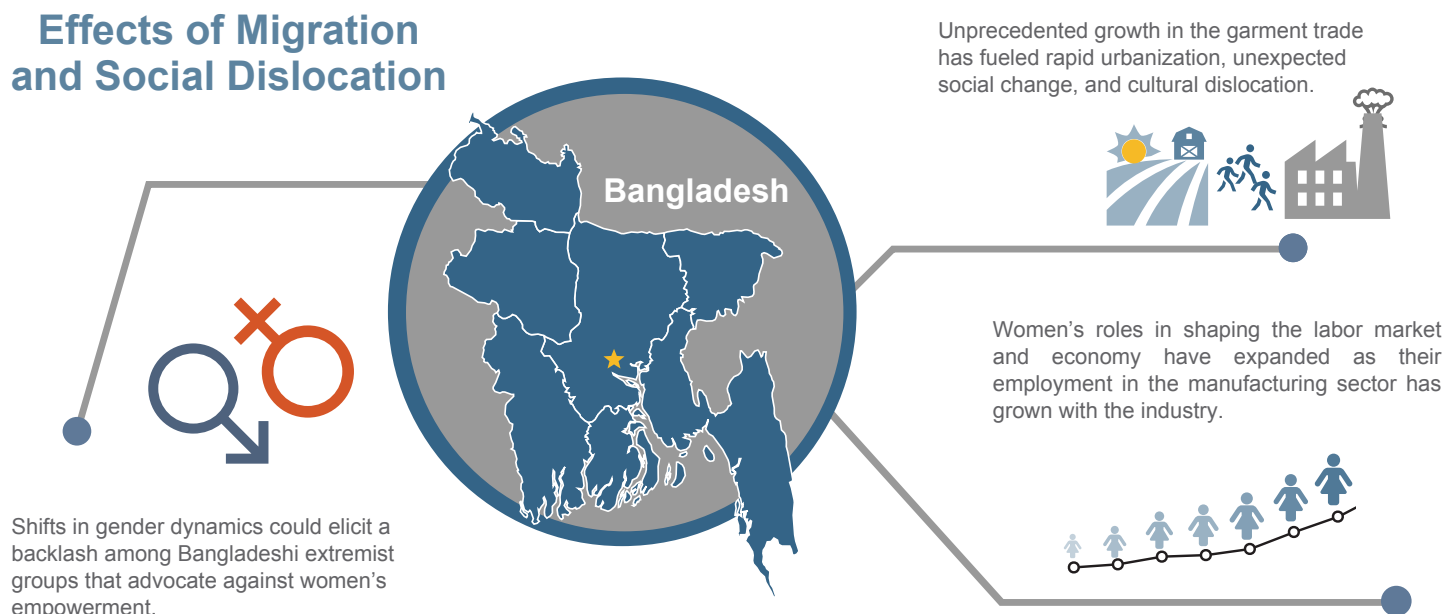 Effects of Migration
and Social Dislocation
Unprecedented growth in the garment trade
has fueled rapid urbanization, unexpected
social change, and cultural dislocation.
Bangladesh
Women’s roles in shaping the labor market
and economy have expanded as their
employment in the manufacturing sector has
grown with the industry.
Shifts in gender dynamics could elicit a
backlash among Bangladeshi extremist
groups that advocate against women’s
empowerment.